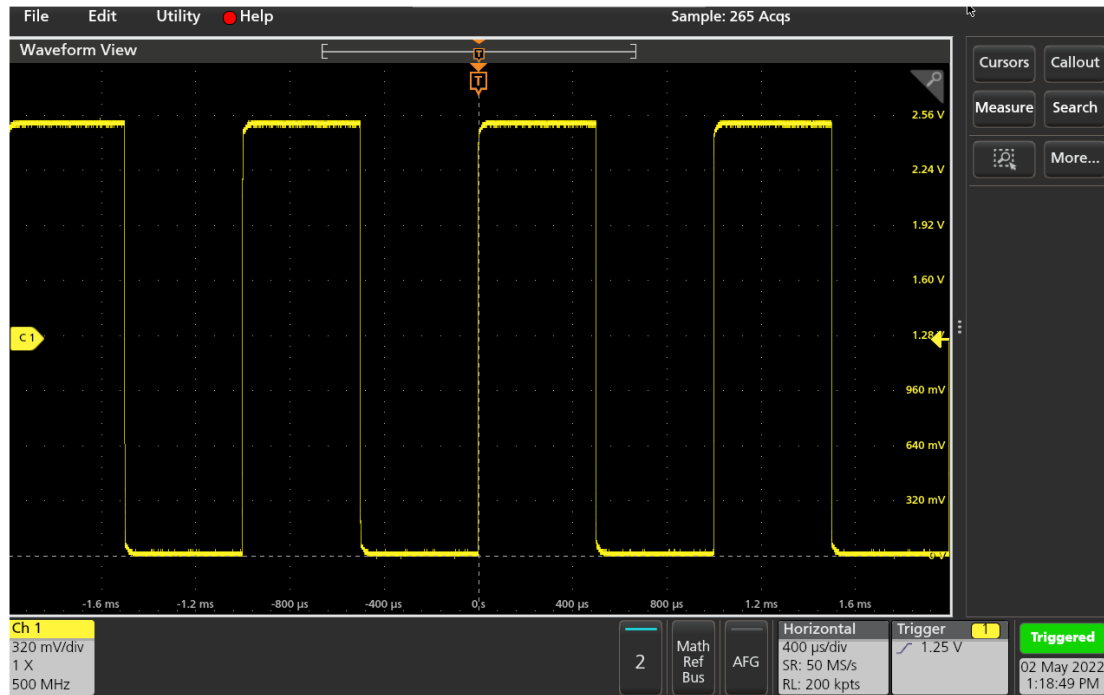 File Edit Utility Help Sample: 265 Acqs
Waveform View
T
T
Cursors Callout
Measure Search
More...
2.56 V
2.24 V
1.92 V
1.60 V
C 1
1.28
960 mV
640 mV
320 mV
0 V
-1.6 ms -1.2 ms -800 µs -400 µs 0 s 400 µs 800 µs 1.2 ms 1.6 ms
Ch 1
320 mV/div
1 X
500 MHz
2
Math
Ref
Bus
AFG
Horizontal
400 µs/div
SR: 50 MS/s
RL: 200 kpts
Trigger 1
1.25 V
Triggered
02 May 2022
1:18:49 PM